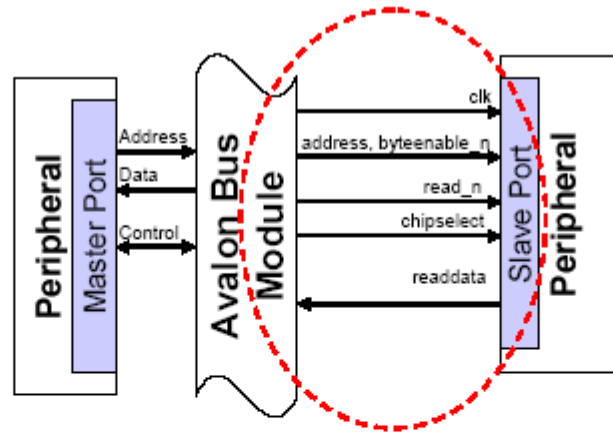 Peripheral
Master Port
Address
Data
Control
Avalon Bus
Module
clk
address, byteenable_n
read_n
chipselect
readdata
Slave Port
Peripheral